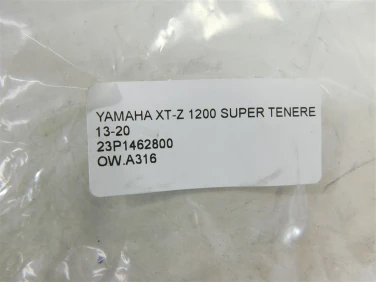 YAMAHA XT-Z 1200 SUPER TENERE
13-20
23P1462800
OW.A316